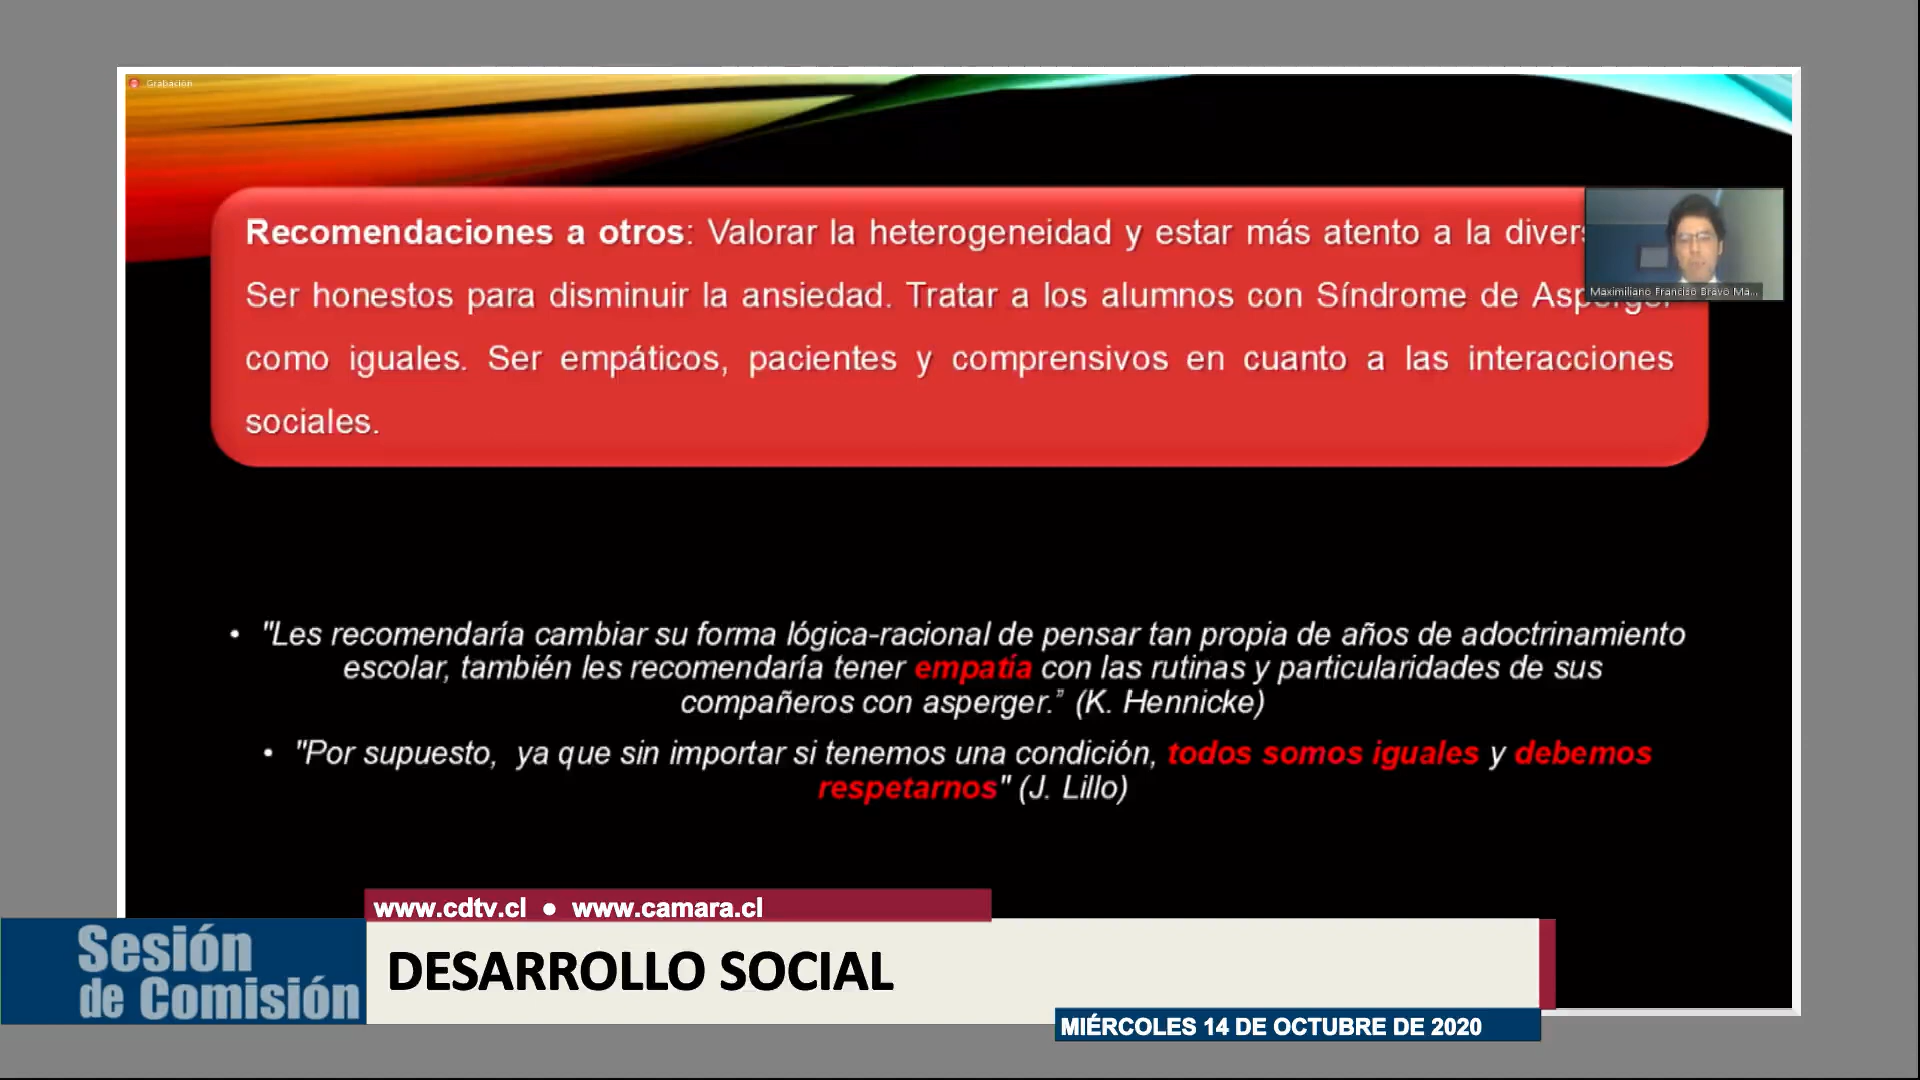 Grabación
Recomendaciones a otros: Valorar la heterogeneidad y estar más atento a la
Ser honestos para disminuir la ansiedad. Tratar a los alumnos con Síndrome de Asperger
como iguales. Ser empáticos, pacientes y comprensivos en cuanto a las interacciones
sociales.
Maximiliano Franciso Bravo Ma...
• "Les recomendaría cambiar su forma lógica-racional de pensar tan propia de años de adoctrinamiento
escolar, también les recomendaría tener empatía con las rutinas y particularidades de sus
compañeros con asperger.” (K. Hennicke)
• "Por supuesto, ya que sin importar si tenemos una condición, todos somos iguales y debemos
respetarnos" (J. Lillo)
www.cdtv.cl ● www.camara.cl
Sesión
de Comisión
DESARROLLO SOCIAL
MIÉRCOLES 14 DE OCTUBRE DE 2020